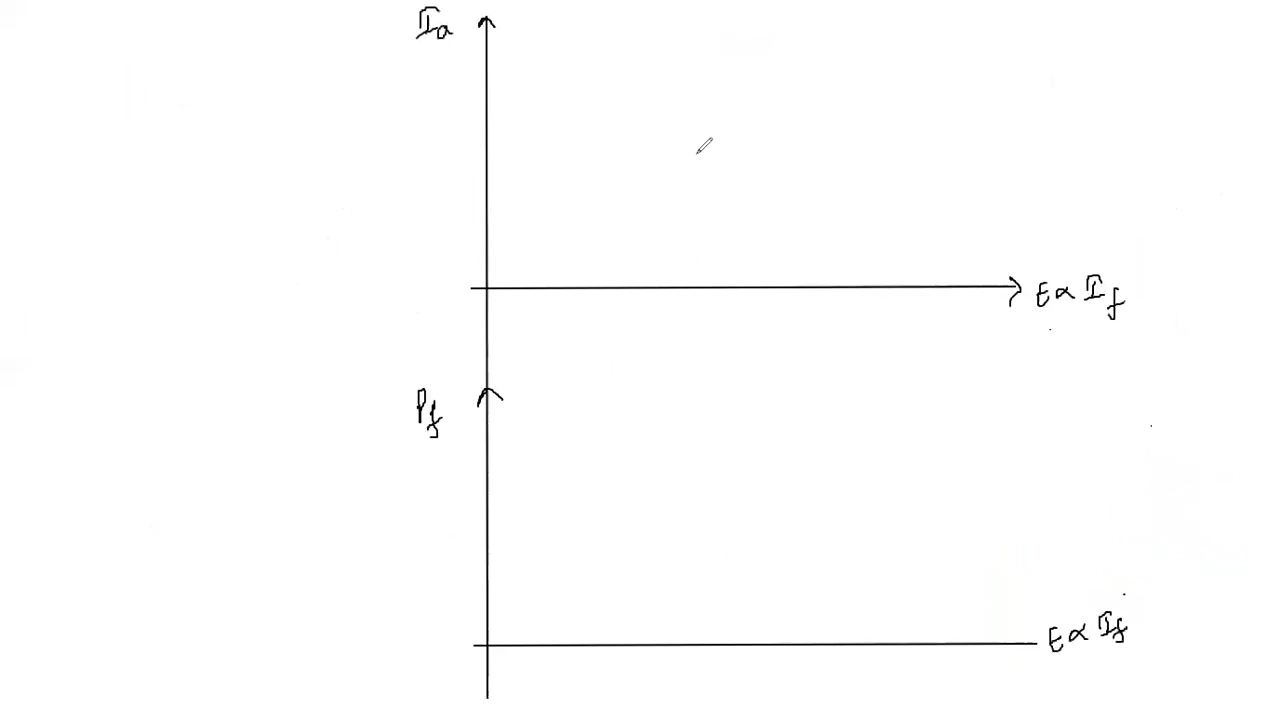 Ia
E ∝ If
Pf
E ∝ If